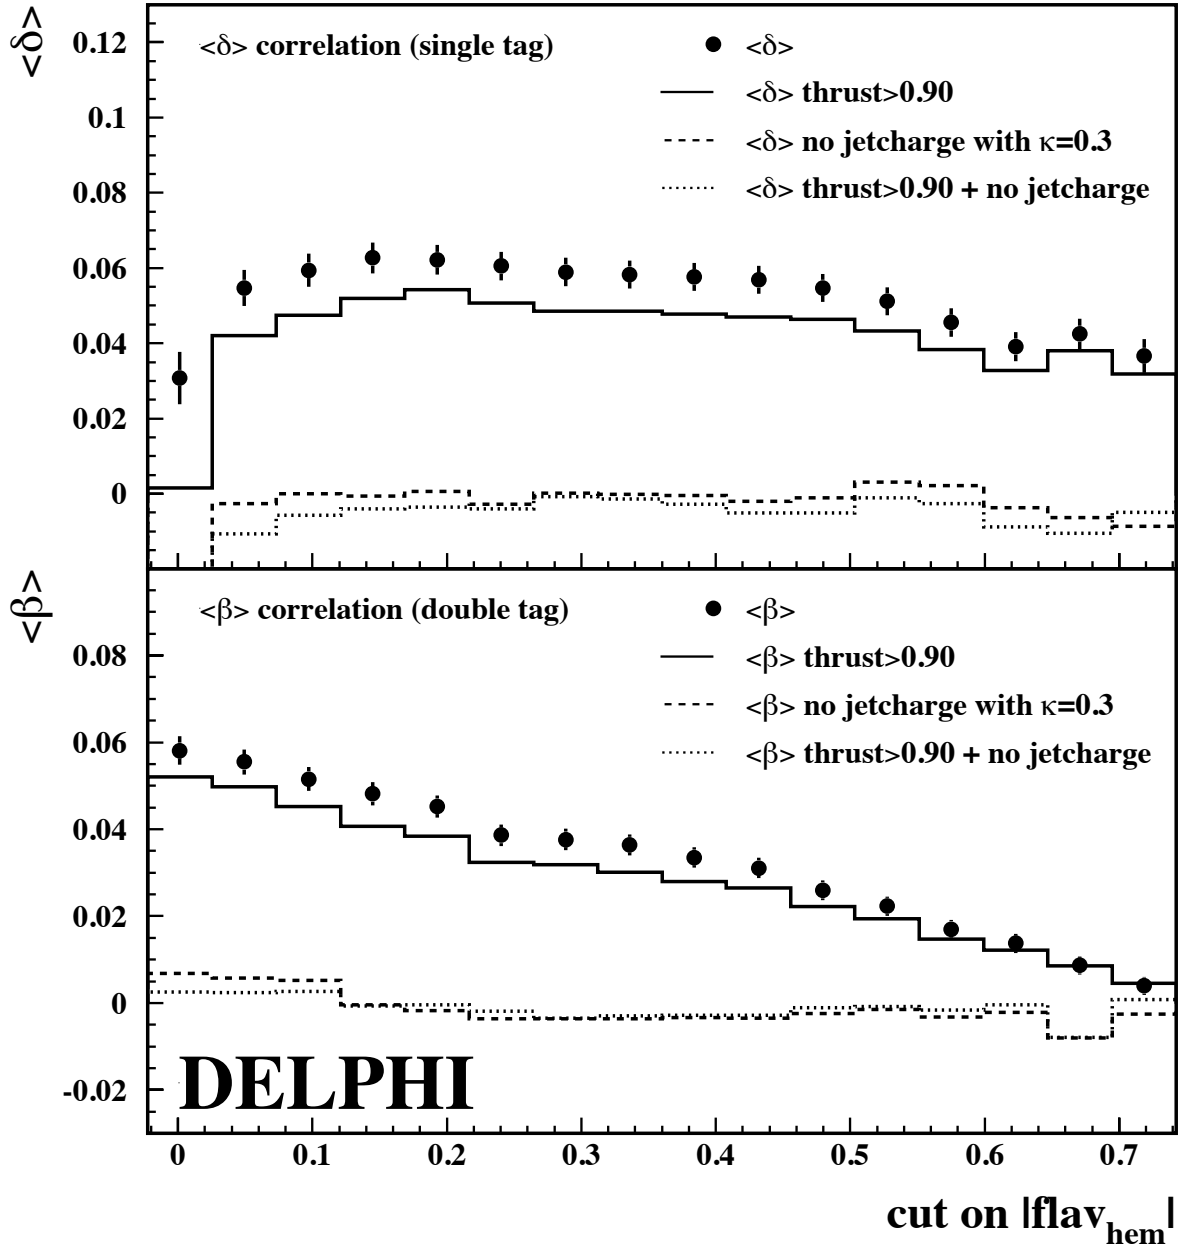 <δ>
0.12
0.1
0.08
0.06
0.04
0.02
0
<δ> correlation (single tag)
<δ>
<δ> thrust>0.90
<δ> no jetcharge with κ=0.3
<δ> thrust>0.90 + no jetcharge
<β>
0.08
0.06
0.04
0.02
0
-0.02
<β> correlation (double tag)
<β>
<β> thrust>0.90
<β> no jetcharge with κ=0.3
<β> thrust>0.90 + no jetcharge
DELPHI
0 0.1 0.2 0.3 0.4 0.5 0.6 0.7
cut on |flav_hem|